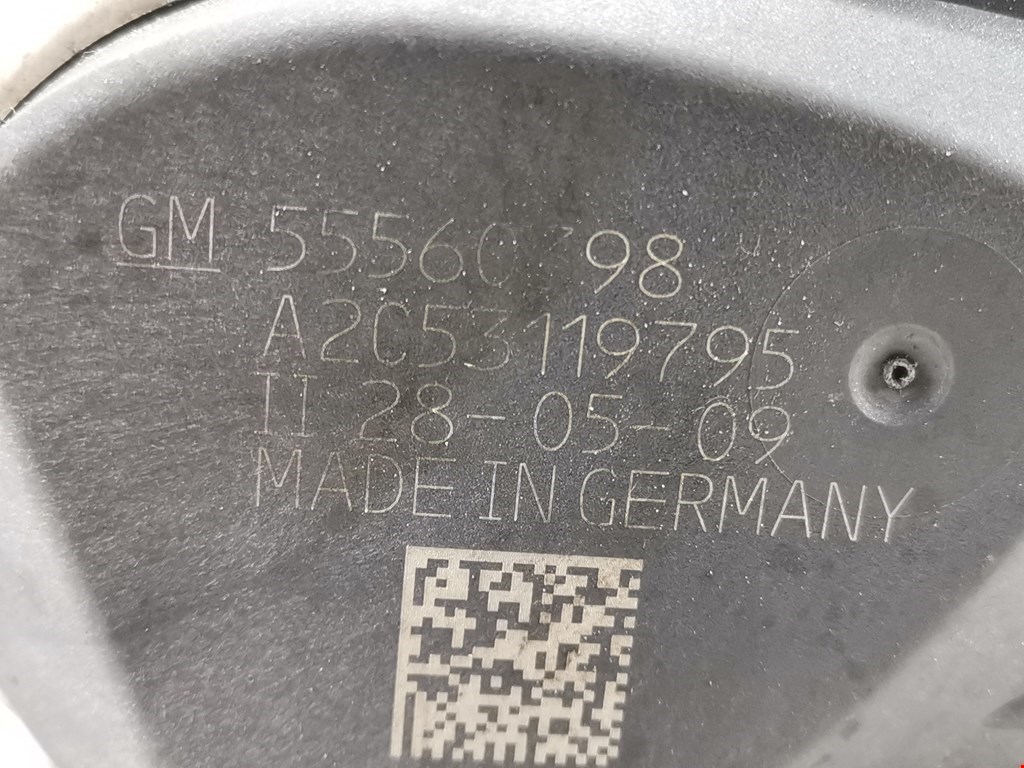 GM
A2C53119795
II 28-05-09
MADE IN GERMANY